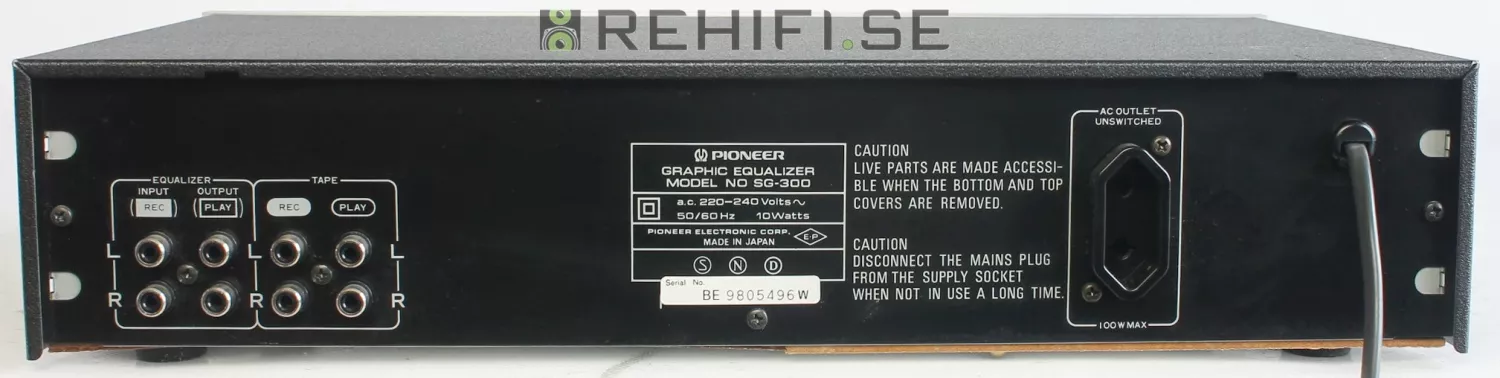 REHIFI.SE
EQUALIZER
INPUT OUTPUT
REC PLAY
TAPE
REC PLAY
L L
R R
PIONEER
GRAPHIC EQUALIZER
MODEL NO SG-300
a.c. 220-240 Volts~
50/60 Hz 10Watts
PIONEER ELECTRONIC CORP.
MADE IN JAPAN
E-P
S N D
Serial No.
BE 9805496 W
CAUTION
LIVE PARTS ARE MADE ACCESSI-
BLE WHEN THE BOTTOM AND TOP
COVERS ARE REMOVED.
CAUTION
DISCONNECT THE MAINS PLUG
FROM THE SUPPLY SOCKET
WHEN NOT IN USE A LONG TIME.
AC OUTLET
UNSWITCHED
100W MAX